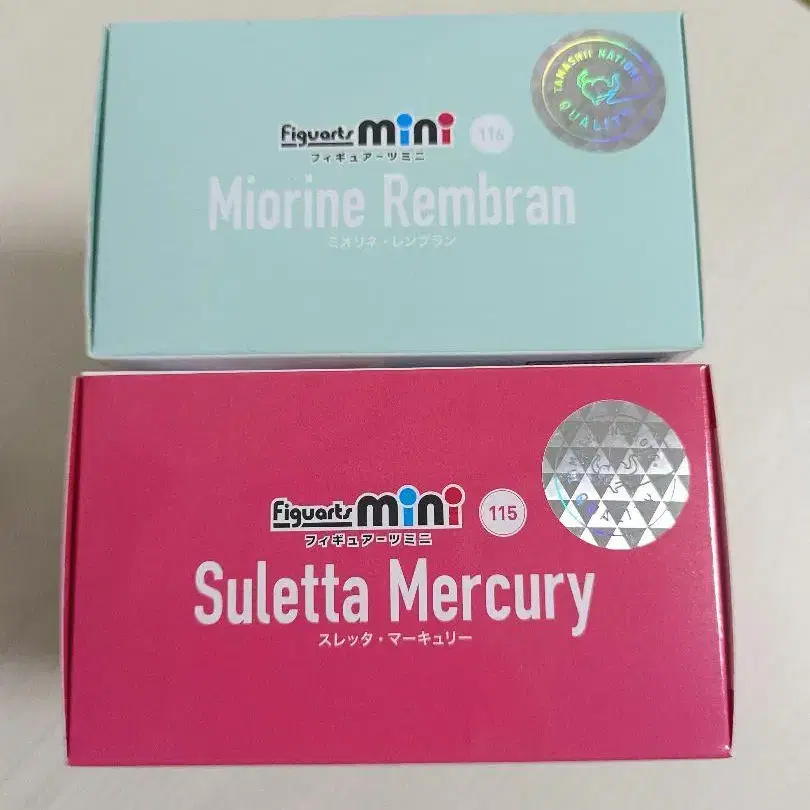 TAMASHII NATIONS
QUALITY
Figuarts mini 116
フィギュアーツミニ
Miorine Rembran
ミオリネ・レンブラン
Figuarts mini 115
フィギュアーツミニ
Suletta Mercury
スレッタ・マーキュリー